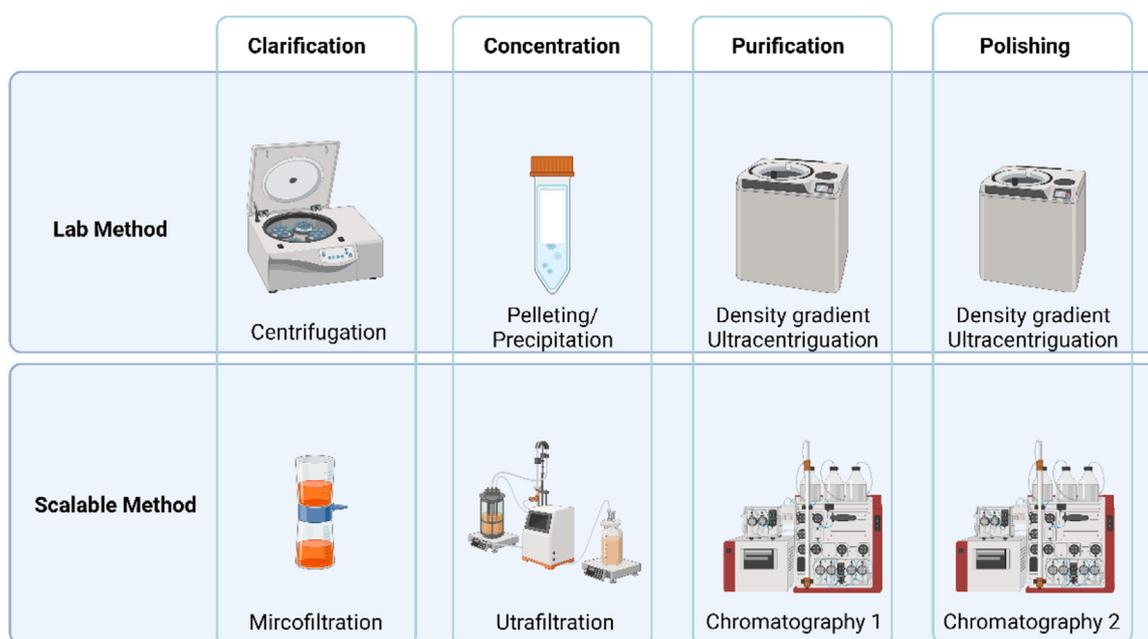 Clarification
Concentration
Purification
Polishing
Lab Method
Centrifugation
Pelleting/
Precipitation
Density gradient
Ultracentriguation
Density gradient
Ultracentriguation
Scalable Method
Mircofiltration
Utrafiltration
Chromatography 1
Chromatography 2